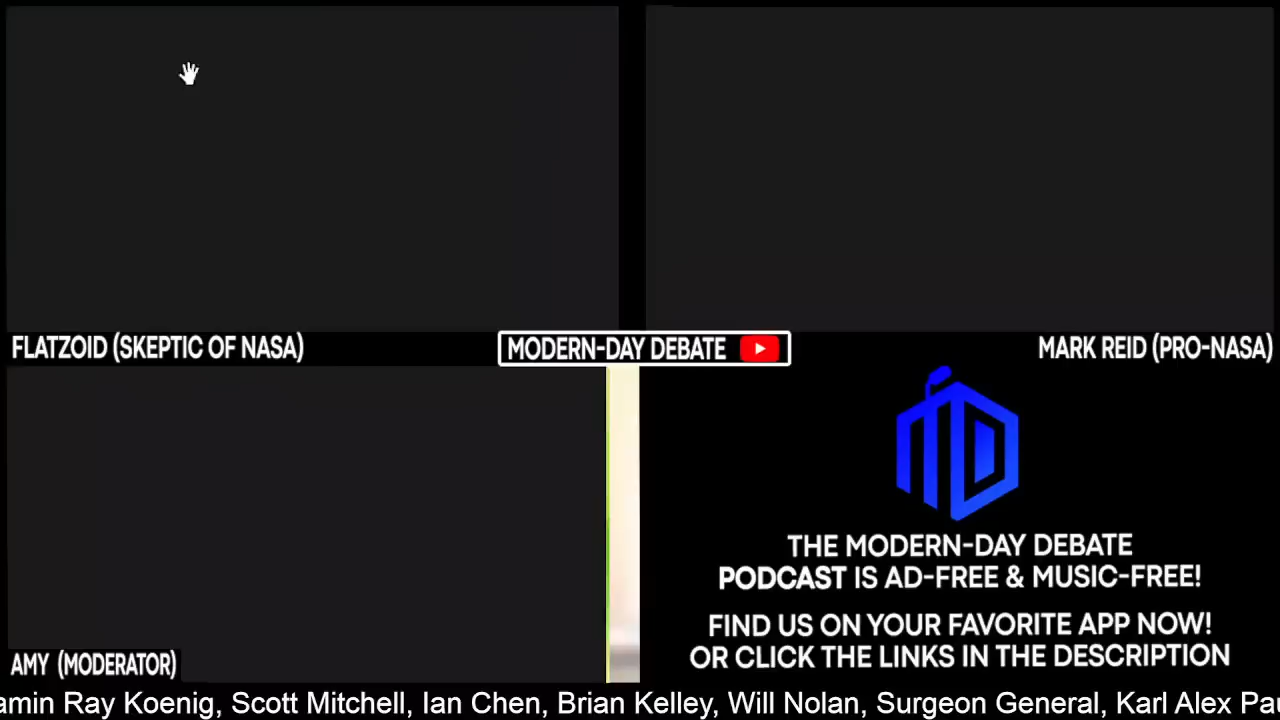 FLATZOID (SKEPTIC OF NASA)
MODERN-DAY DEBATE
MARK REID (PRO-NASA)
THE MODERN-DAY DEBATE
PODCAST IS AD-FREE & MUSIC-FREE!
FIND US ON YOUR FAVORITE APP NOW!
OR CLICK THE LINKS IN THE DESCRIPTION
AMY (MODERATOR)
amin Ray Koenig, Scott Mitchell, Ian Chen, Brian Kelley, Will Nolan, Surgeon General, Karl Alex Pau